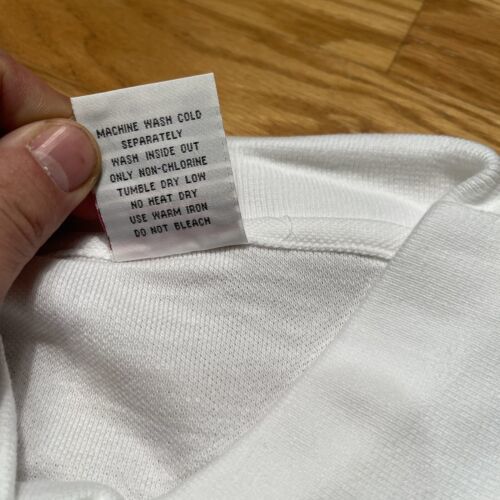 MACHINE WASH COLD
SEPARATELY
WASH INSIDE OUT
ONLY NON-CHLORINE
TUMBLE DRY LOW
NO HEAT DRY
USE WARM IRON
DO NOT BLEACH